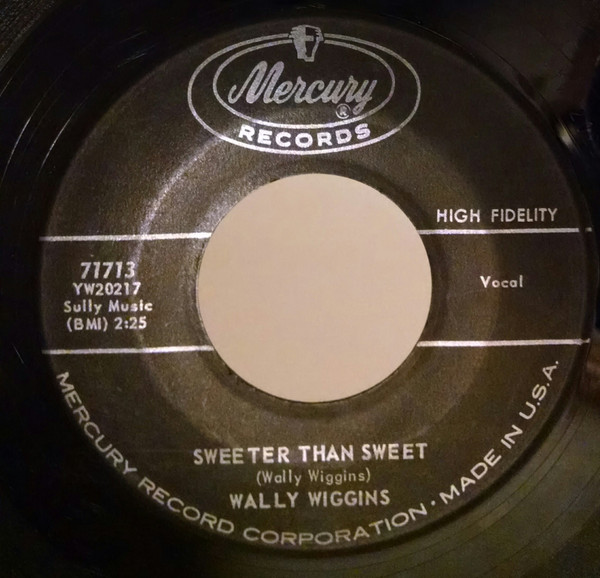 Mercury
®
RECORDS
HIGH FIDELITY
71713
YW20217
Sully Music
(BMI) 2:25
Vocal
SWEETER THAN SWEET
(Wally Wiggins)
WALLY WIGGINS
MERCURY RECORD CORPORATION • MADE IN U.S.A.